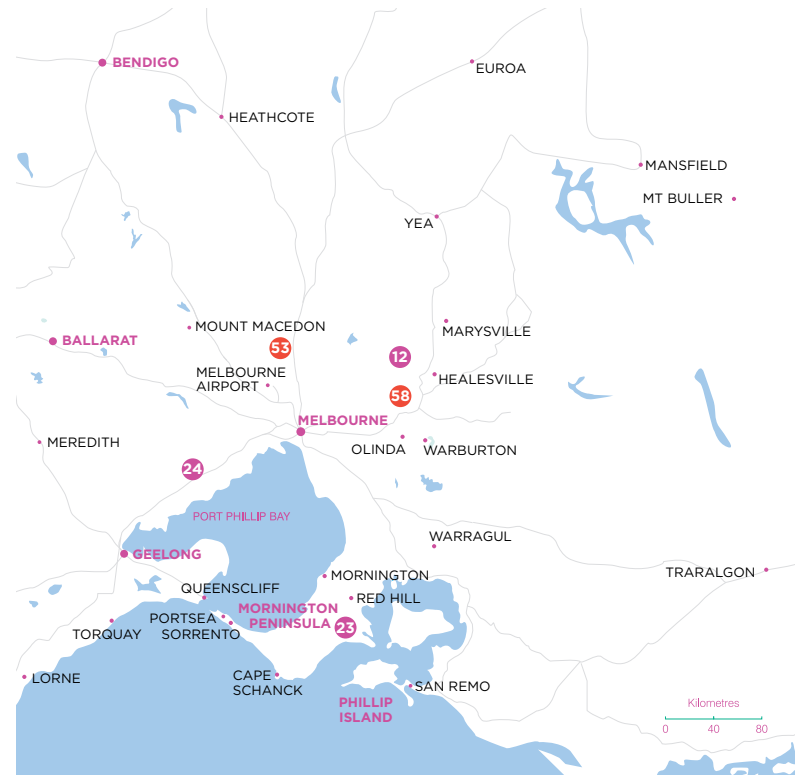 BENDIGO
EUROA
HEATHCOTE
MANSFIELD
MT BULLER
YEA
MOUNT MACEDON
MARYSVILLE
BALLARAT
53
12
MELBOURNE
AIRPORT
HEALESVILLE
58
MELBOURNE
MEREDITH
OLINDA
WARBURTON
24
PORT PHILLIP BAY
WARRAGUL
GEELONG
TRARALGON
MORNINGTON
QUEENSCLIFF
RED HILL
MORNINGTON
PENINSULA
PORTSEA
SORRENTO
23
TORQUAY
LORNE
CAPE
SCHANCK
SAN REMO
PHILLIP
ISLAND
Kilometres
0 40 80